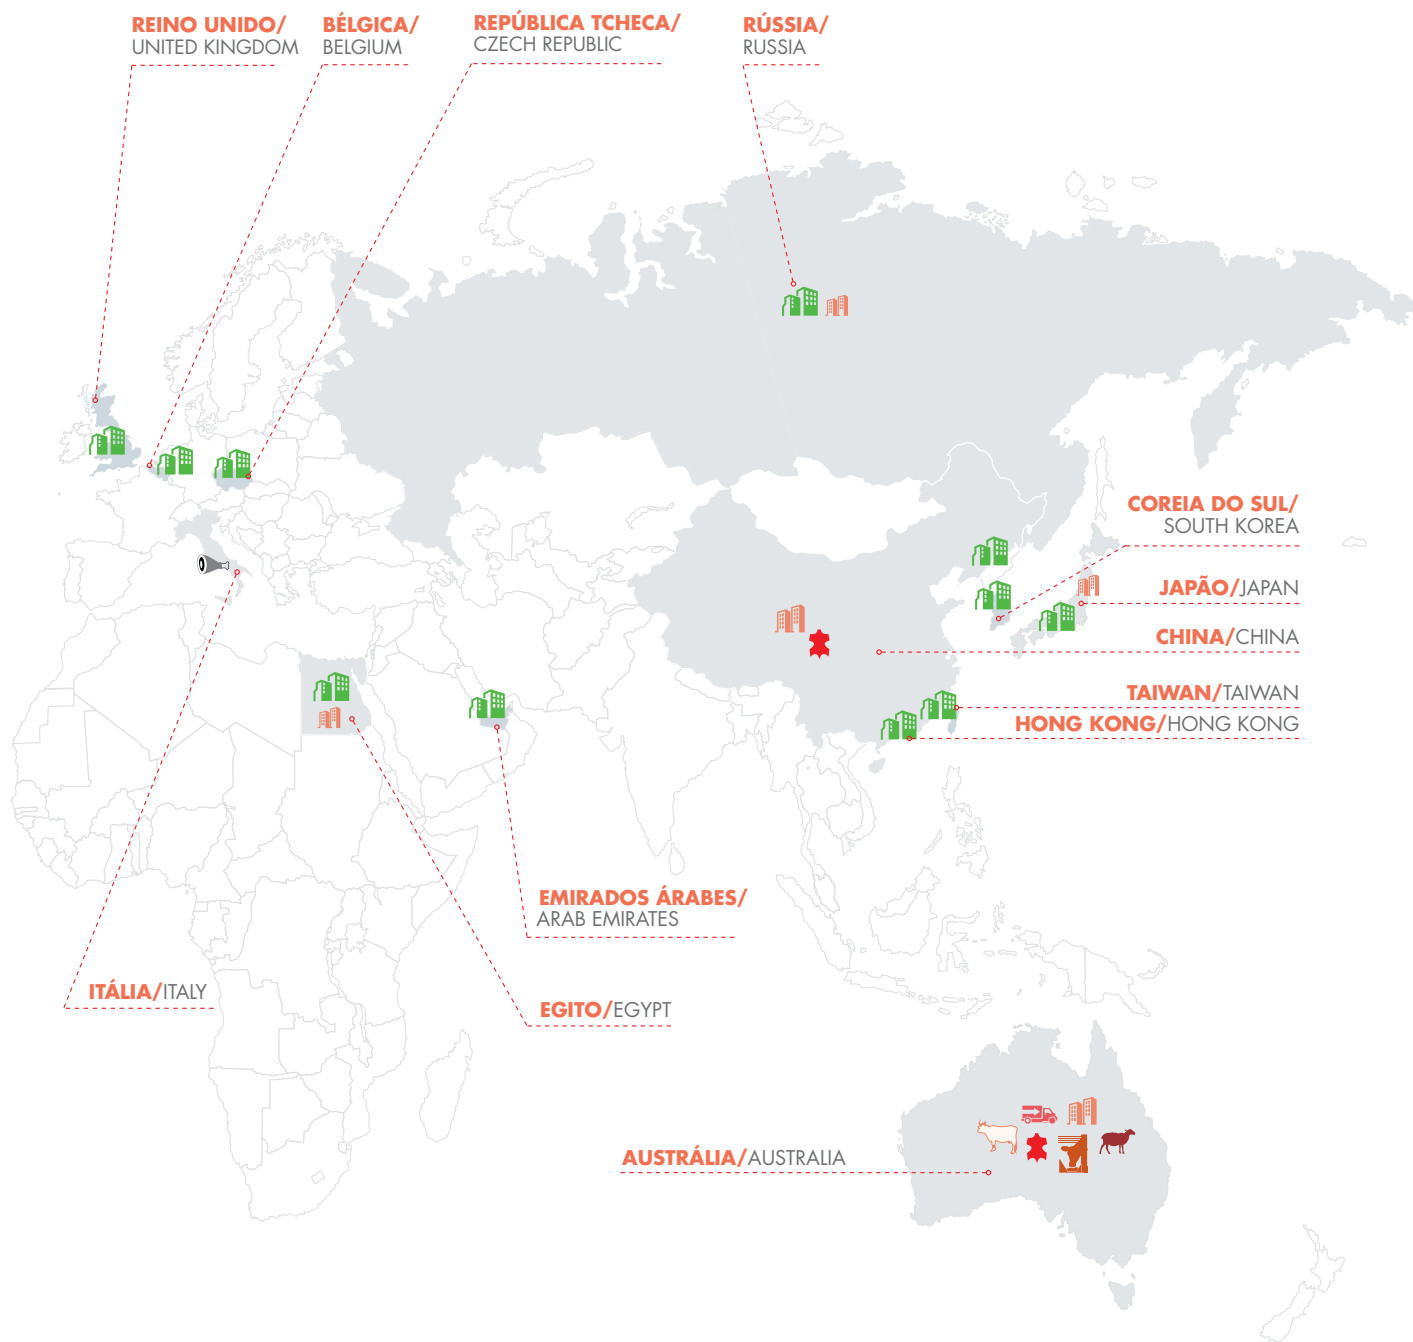 REINO UNIDO/
UNITED KINGDOM
BÉLGICA/
BELGIUM
REPÚBLICA TCHECA/
CZECH REPUBLIC
RÚSSIA/
RUSSIA
COREIA DO SUL/
SOUTH KOREA
JAPÃO/JAPAN
CHINA/CHINA
TAIWAN/TAIWAN
HONG KONG/HONG KONG
EMIRADOS ÁRABES/
ARAB EMIRATES
ITÁLIA/ITALY
EGITO/EGYPT
AUSTRÁLIA/AUSTRALIA